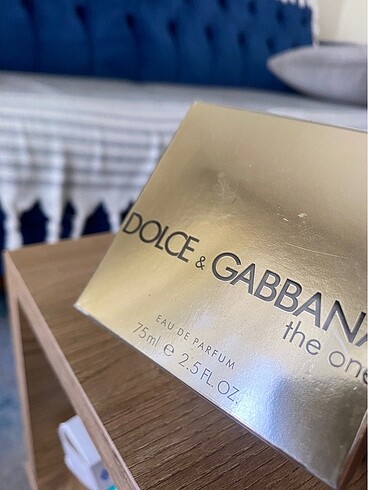 DOLCE & GABBANA
the one
EAU DE PARFUM
75ml e 2.5 FL.OZ.